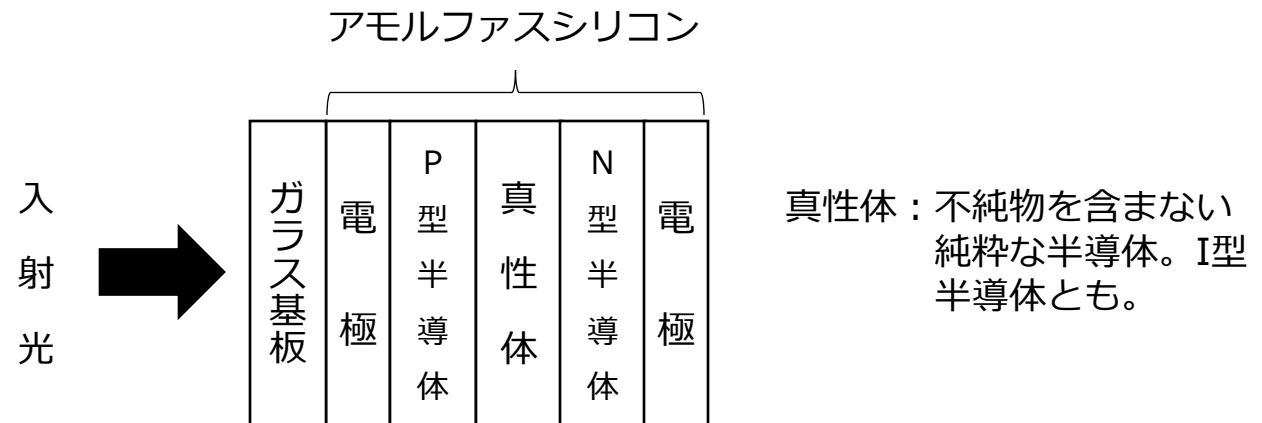 アモルファスシリコン
入射光
ガラス基板
電極
P型半導体
真性体
N型半導体
電極
真性体：不純物を含まない
純粋な半導体。I型
半導体とも。